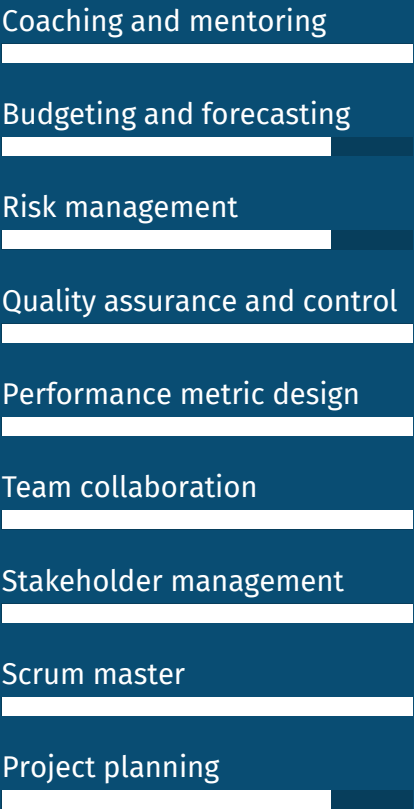 Coaching and mentoring
Budgeting and forecasting
Risk management
Quality assurance and control
Performance metric design
Team collaboration
Stakeholder management
Scrum master
Project planning